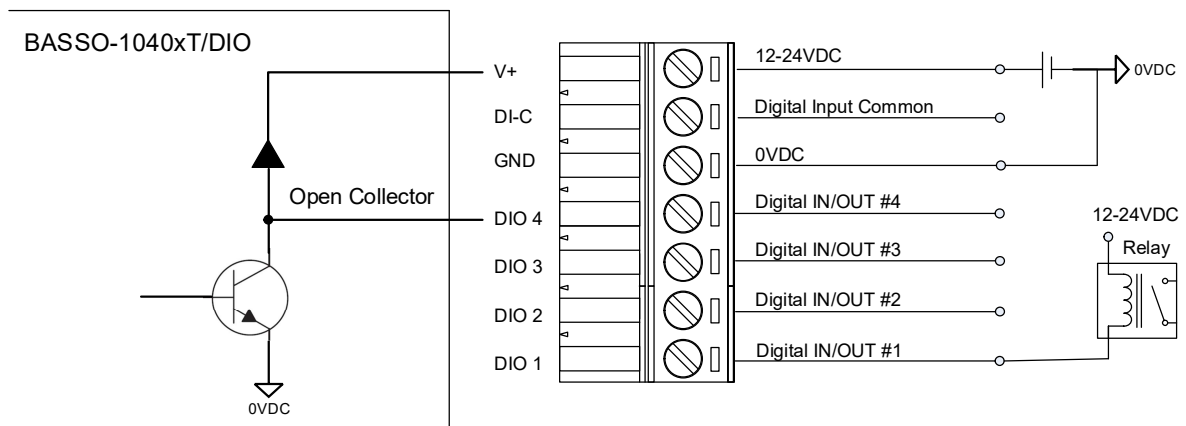 BASSO-1040xT/DIO
V+
12-24VDC
0VDC
DI-C
Digital Input Common
GND
0VDC
Open Collector
DIO 4
Digital IN/OUT #4
12-24VDC
Relay
DIO 3
Digital IN/OUT #3
DIO 2
Digital IN/OUT #2
DIO 1
Digital IN/OUT #1
0VDC